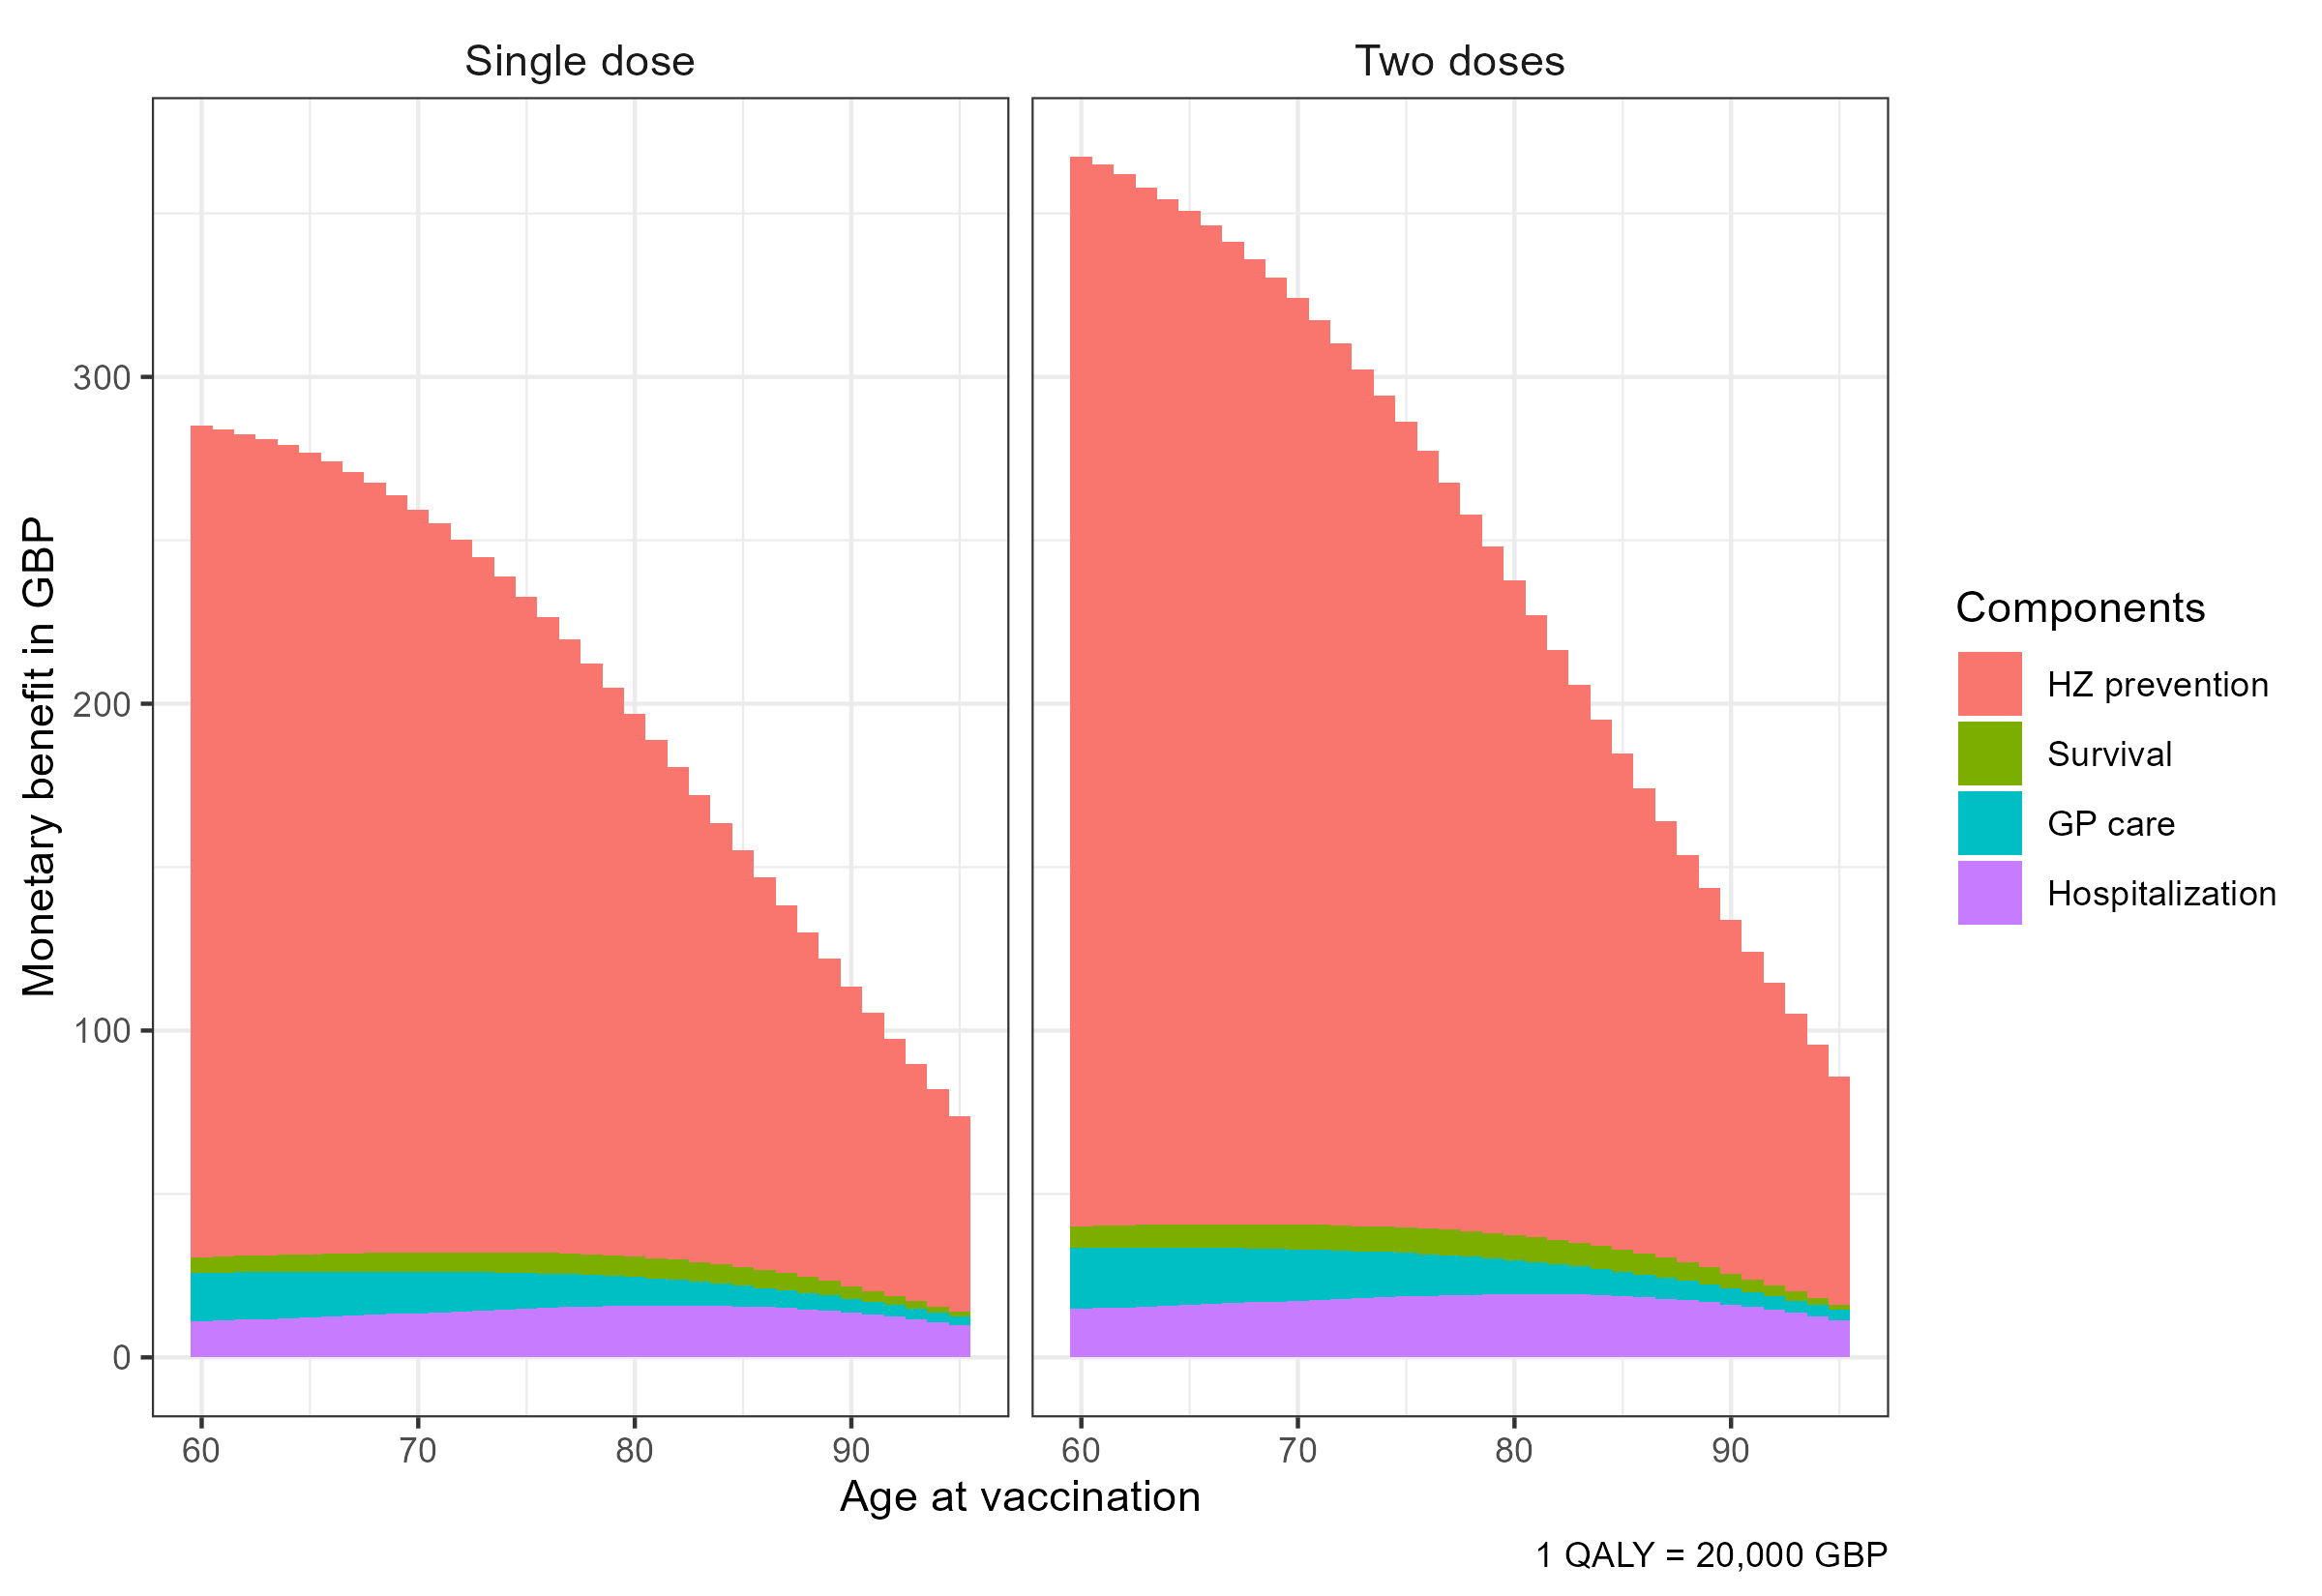 Single dose
Two doses
Monetary benefit in GBP
300
200
100
0
60
70
80
90
60
70
80
90
Age at vaccination
Components
HZ prevention
Survival
GP care
Hospitalization
1 QALY = 20,000 GBP